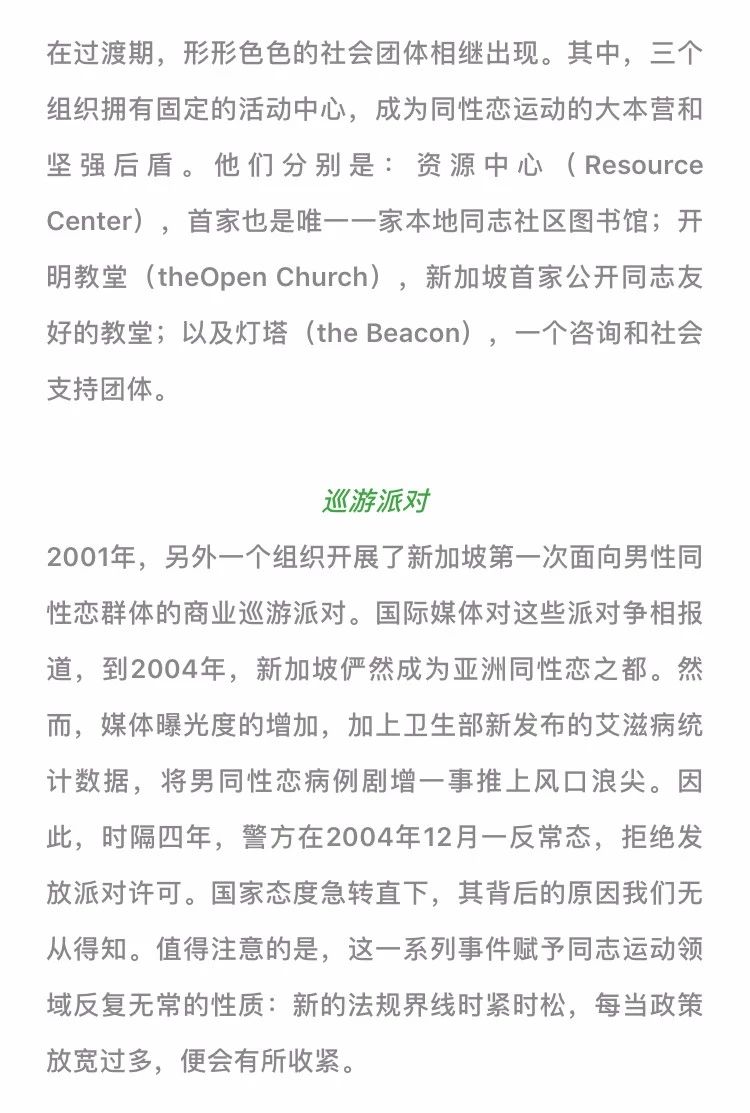 在过渡期，形形色色的社会团体相继出现。其中，三个
组织拥有固定的活动中心，成为同性恋运动的大本营和
坚强后盾。他们分别是：资源中心（Resource
Center），首家也是唯一一家本地同志社区图书馆；开
明教堂（theOpen Church），新加坡首家公开同志友
好的教堂；以及灯塔（the Beacon），一个咨询和社会
支持团体。
巡游派对
2001年，另外一个组织开展了新加坡第一次面向男性同
性恋群体的商业巡游派对。国际媒体对这些派对争相报
道，到2004年，新加坡俨然成为亚洲同性恋之都。然
而，媒体曝光度的增加，加上卫生部新发布的艾滋病统
计数据，将男同性恋病例剧增一事推上风口浪尖。因
此，时隔四年，警方在2004年12月一反常态，拒绝发
放派对许可。国家态度急转直下，其背后的原因我们无
从得知。值得注意的是，这一系列事件赋予同志运动领
域反复无常的性质：新的法规界线时紧时松，每当政策
放宽过多，便会有所收紧。